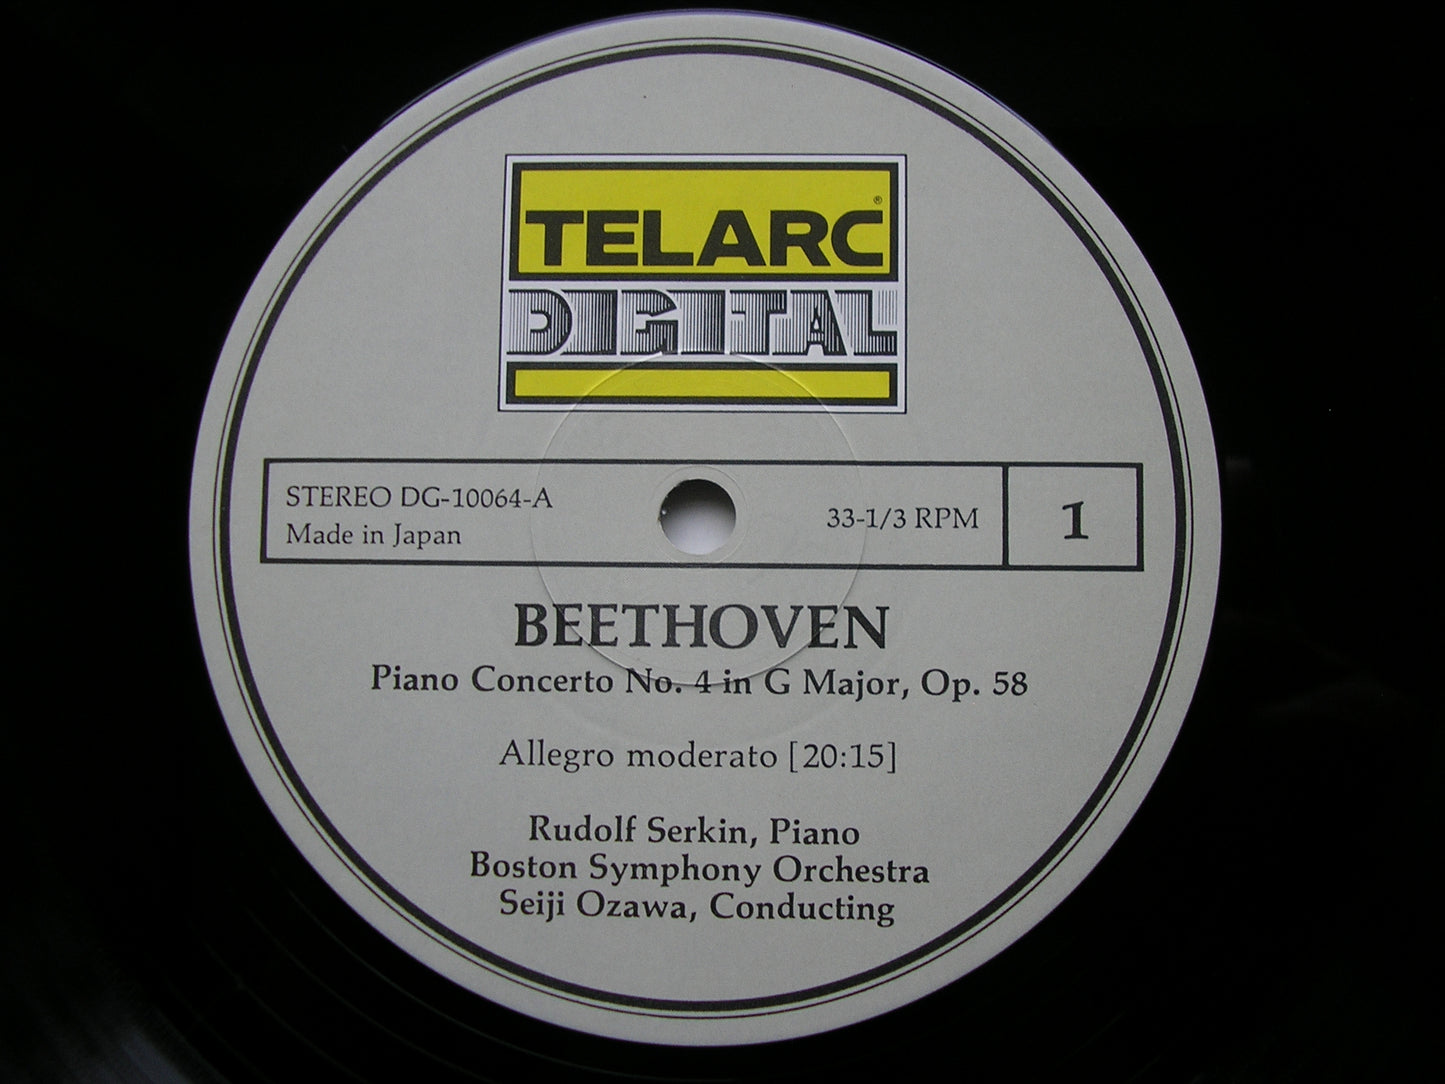 TELARC®
DIGITAL
STEREO DG-10064-A
Made in Japan
33-1/3 RPM
1
BEETHOVEN
Piano Concerto No. 4 in G Major, Op. 58
Allegro moderato [20:15]
Rudolf Serkin, Piano
Boston Symphony Orchestra
Seiji Ozawa, Conducting